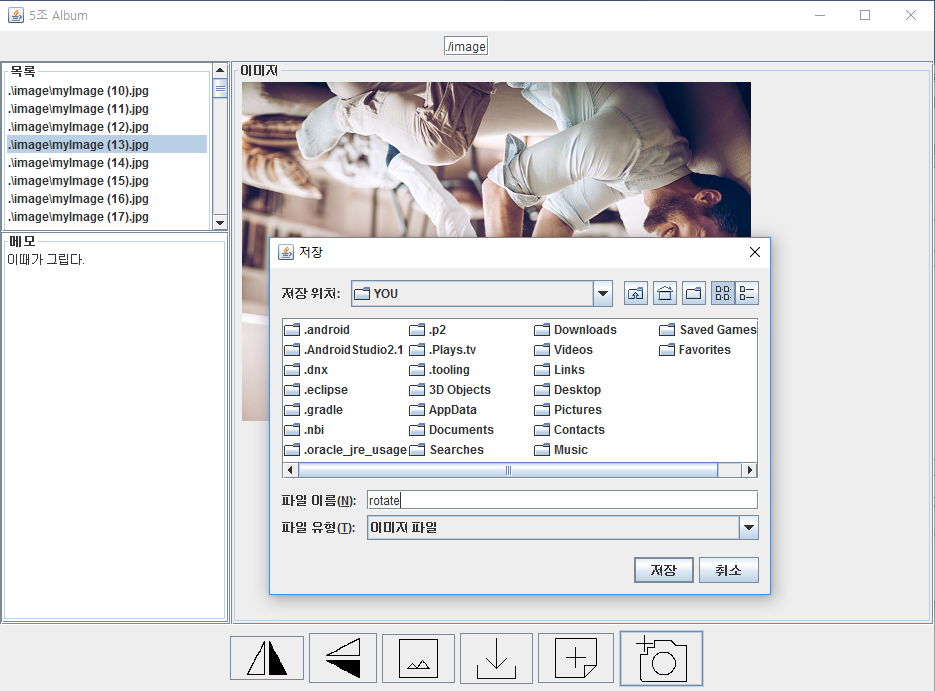 5조 Album
./image
목록
.\image\myImage (10).jpg
.\image\myImage (11).jpg
.\image\myImage (12).jpg
.\image\myImage (13).jpg
.\image\myImage (14).jpg
.\image\myImage (15).jpg
.\image\myImage (16).jpg
.\image\myImage (17).jpg
메모
이때가 그립다.
이미지
저장
저장 위치: YOU
.android .p2 Downloads Saved Games
.AndroidStudio2.1 .Plays.tv Videos Favorites
.dnx .tooling Links
.eclipse 3D Objects Desktop
.gradle AppData Pictures
.nbi Documents Contacts
.oracle_jre_usage Searches Music
파일 이름(N): rotate
파일 유형(T): 이미지 파일
저장 취소